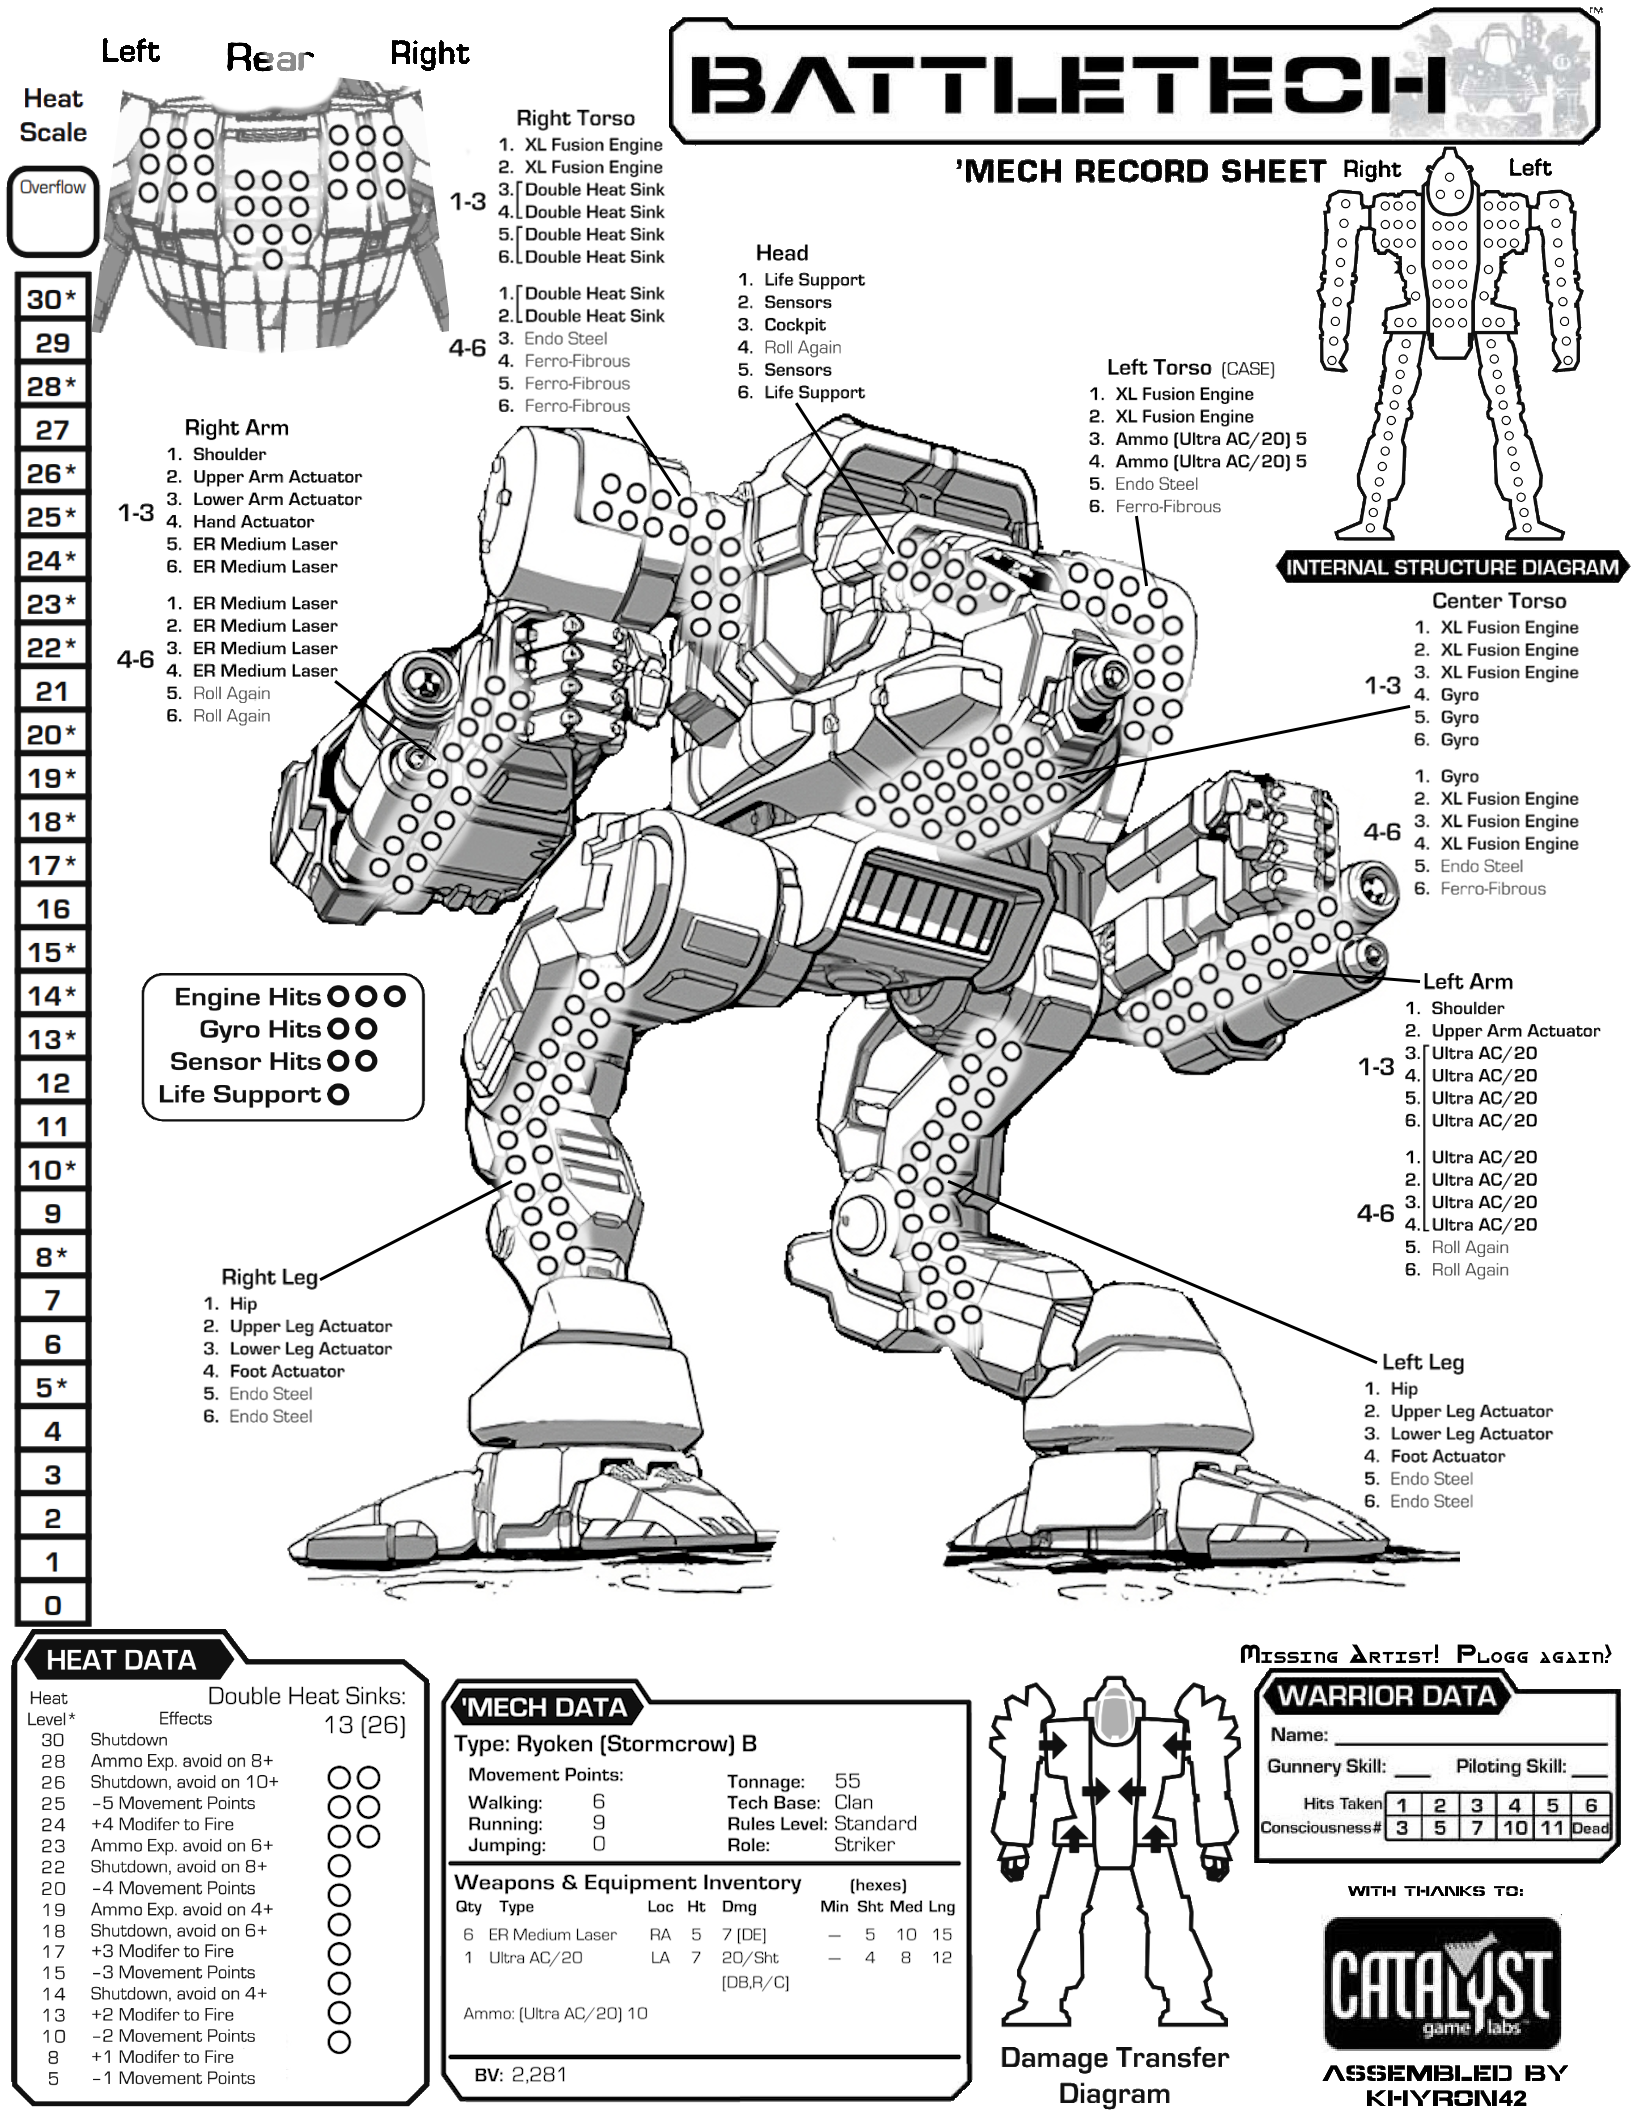 Left Rear Right
Heat
Scale
Overflow
30*
29
28*
27
26*
25*
24*
23*
22*
21
20*
19*
18*
17*
16
15*
14*
13*
12
11
10*
9
8*
7
6
5*
4
3
2
1
0
BATTLETECH™
'MECH RECORD SHEET
Right Left
INTERNAL STRUCTURE DIAGRAM
Right Torso
1. XL Fusion Engine
2. XL Fusion Engine
1-3
3. Double Heat Sink
4. Double Heat Sink
5. Double Heat Sink
6. Double Heat Sink
1. Double Heat Sink
2. Double Heat Sink
4-6
3. Endo Steel
4. Ferro-Fibrous
5. Ferro-Fibrous
6. Ferro-Fibrous
Head
1. Life Support
2. Sensors
3. Cockpit
4. Roll Again
5. Sensors
6. Life Support
Left Torso (CASE)
1. XL Fusion Engine
2. XL Fusion Engine
3. Ammo (Ultra AC/20) 5
4. Ammo (Ultra AC/20) 5
5. Endo Steel
6. Ferro-Fibrous
Right Arm
1. Shoulder
2. Upper Arm Actuator
3. Lower Arm Actuator
1-3
4. Hand Actuator
5. ER Medium Laser
6. ER Medium Laser
1. ER Medium Laser
2. ER Medium Laser
4-6
3. ER Medium Laser
4. ER Medium Laser
5. Roll Again
6. Roll Again
Center Torso
1. XL Fusion Engine
2. XL Fusion Engine
3. XL Fusion Engine
1-3
4. Gyro
5. Gyro
6. Gyro
1. Gyro
2. XL Fusion Engine
4-6
3. XL Fusion Engine
4. XL Fusion Engine
5. Endo Steel
6. Ferro-Fibrous
Engine Hits
Gyro Hits
Sensor Hits
Life Support
Left Arm
1. Shoulder
2. Upper Arm Actuator
1-3
3. Ultra AC/20
4. Ultra AC/20
5. Ultra AC/20
6. Ultra AC/20
1. Ultra AC/20
2. Ultra AC/20
4-6
3. Ultra AC/20
4. Ultra AC/20
5. Roll Again
6. Roll Again
Right Leg
1. Hip
2. Upper Leg Actuator
3. Lower Leg Actuator
4. Foot Actuator
5. Endo Steel
6. Endo Steel
Left Leg
1. Hip
2. Upper Leg Actuator
3. Lower Leg Actuator
4. Foot Actuator
5. Endo Steel
6. Endo Steel
HEAT DATA
Heat
Level* Effects
Double Heat Sinks:
13 (26)
30 Shutdown
28 Ammo Exp. avoid on 8+
26 Shutdown, avoid on 10+
25 -5 Movement Points
24 +4 Modifer to Fire
23 Ammo Exp. avoid on 6+
22 Shutdown, avoid on 8+
20 -4 Movement Points
19 Ammo Exp. avoid on 4+
18 Shutdown, avoid on 6+
17 +3 Modifer to Fire
15 -3 Movement Points
14 Shutdown, avoid on 4+
13 +2 Modifer to Fire
10 -2 Movement Points
8 +1 Modifer to Fire
5 -1 Movement Points
'MECH DATA
Type: Ryoken (Stormcrow) B
Movement Points:
Walking: 6
Running: 9
Jumping: 0
Tonnage: 55
Tech Base: Clan
Rules Level: Standard
Role: Striker
Weapons & Equipment Inventory (hexes)
Qty Type Loc Ht Dmg Min Sht Med Lng
6 ER Medium Laser RA 5 7 [DE] — 5 10 15
1 Ultra AC/20 LA 7 20/Sht — 4 8 12
[DB,R/C]
Ammo: (Ultra AC/20) 10
BV: 2,281
Damage Transfer
Diagram
Missing Artist! Plogg again?
WARRIOR DATA
Name:
Gunnery Skill: Piloting Skill:
Hits Taken 1 2 3 4 5 6
Consciousness# 3 5 7 10 11 Dead
WITH THANKS TO:
CATALYST
game labs™
ASSEMBLED BY
KHYRON42